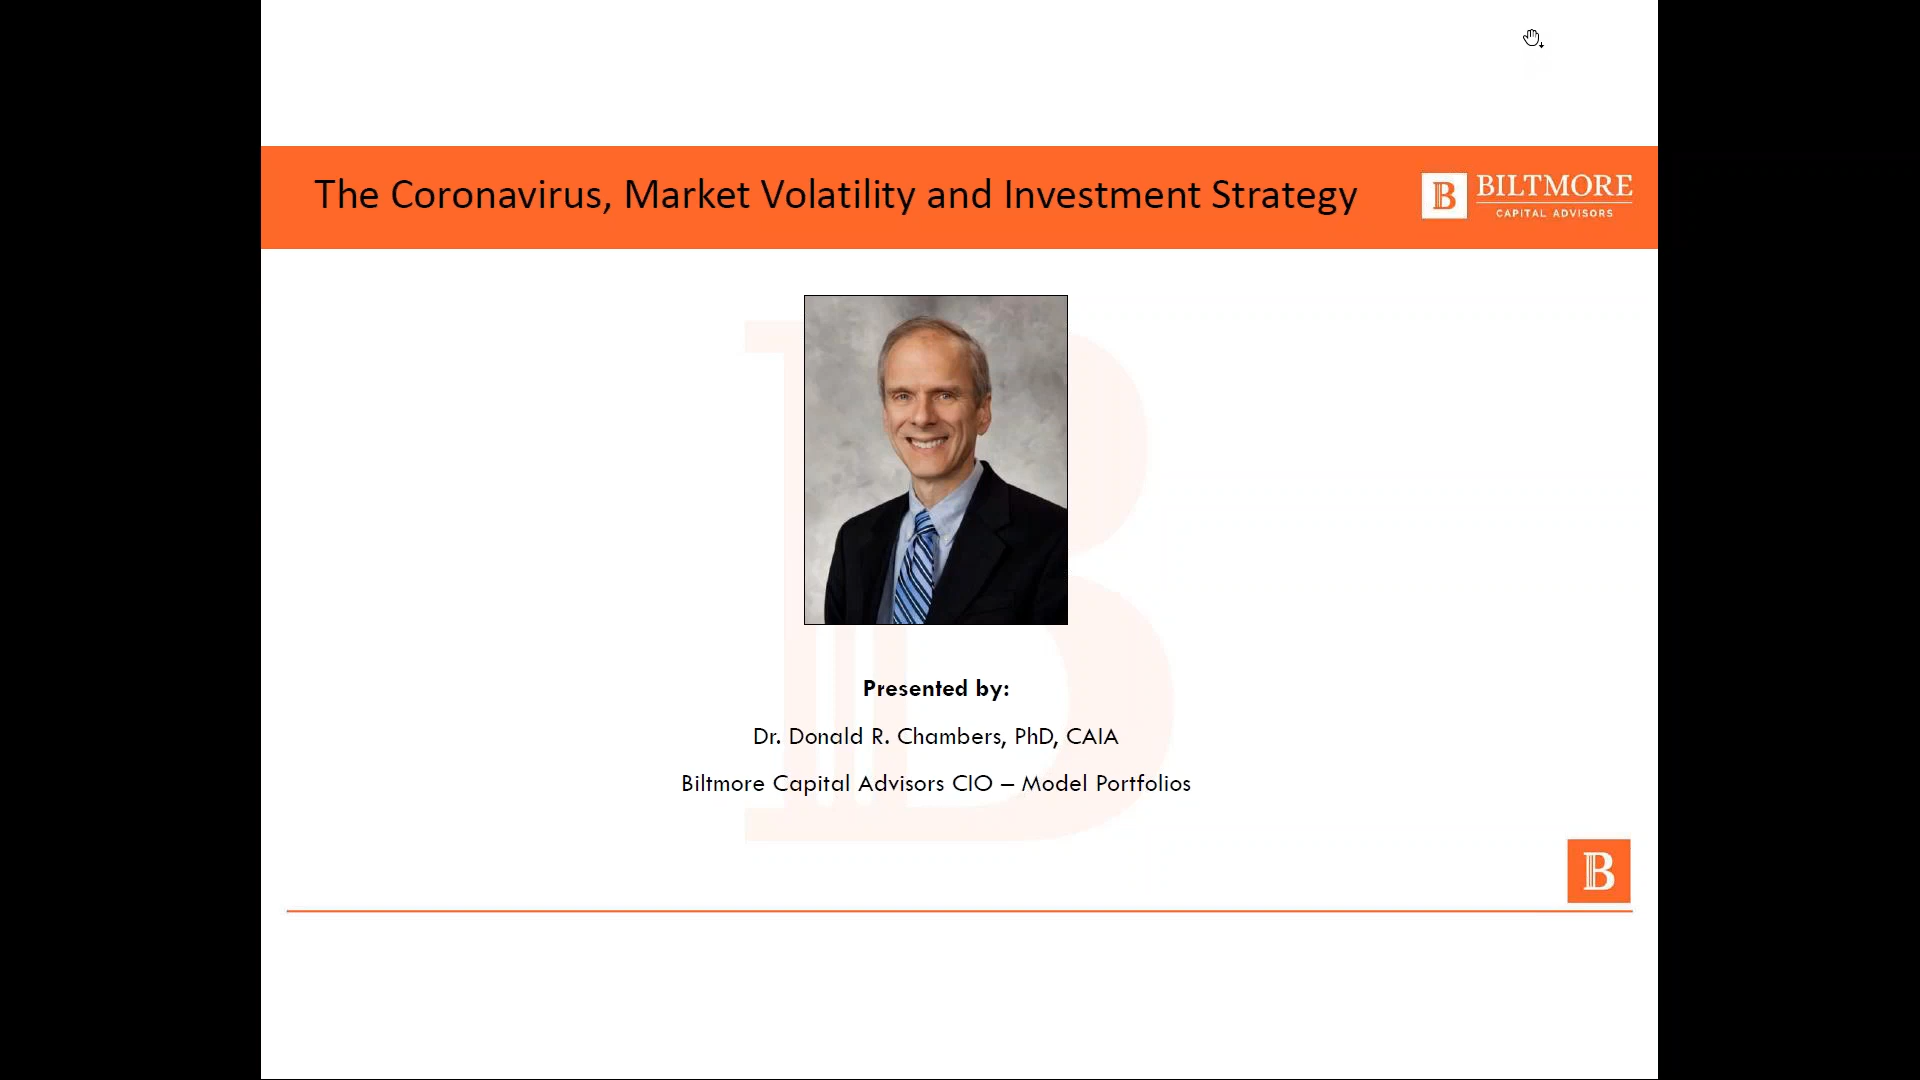 The Coronavirus, Market Volatility and Investment Strategy
B
BILTMORE
CAPITAL ADVISORS
Presented by:
Dr. Donald R. Chambers, PhD, CAIA
Biltmore Capital Advisors CIO – Model Portfolios
B